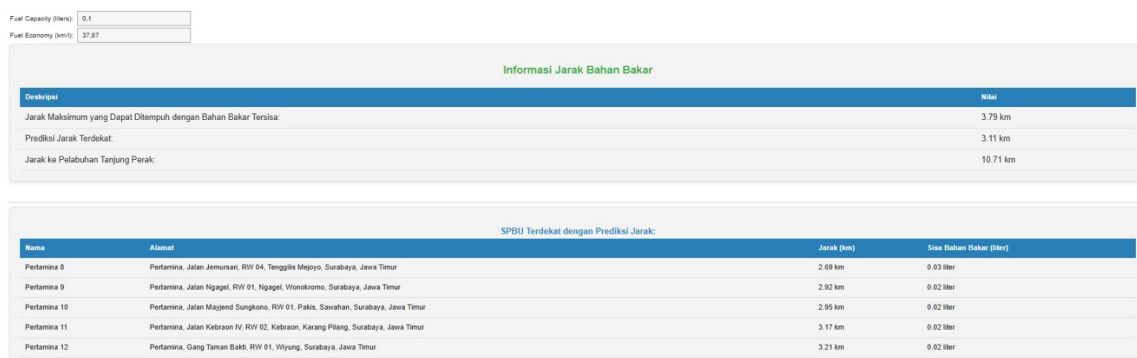 Fuel Capacity (liters): 0,1
Fuel Economy (km/l): 37,87
Informasi Jarak Bahan Bakar
Deskripsi Nilai
Jarak Maksimum yang Dapat Ditempuh dengan Bahan Bakar Tersisa: 3.79 km
Prediksi Jarak Terdekat: 3.11 km
Jarak ke Pelabuhan Tanjung Perak: 10.71 km
SPBU Terdekat dengan Prediksi Jarak:
Nama Alamat Jarak (km) Sisa Bahan Bakar (liter)
Pertamina 8 Pertamina, Jalan Jemursari, RW 04, Tenggilis Mejoyo, Surabaya, Jawa Timur 2.69 km 0.03 liter
Pertamina 9 Pertamina, Jalan Ngagel, RW 01, Ngagel, Wonokromo, Surabaya, Jawa Timur 2.92 km 0.02 liter
Pertamina 10 Pertamina, Jalan Mayjend Sungkono, RW 01, Pakis, Sawahan, Surabaya, Jawa Timur 2.95 km 0.02 liter
Pertamina 11 Pertamina, Jalan Kebraon IV, RW 02, Kebraon, Karang Pilang, Surabaya, Jawa Timur 3.17 km 0.02 liter
Pertamina 12 Pertamina, Gang Taman Bakti, RW 01, Wiyung, Surabaya, Jawa Timur 3.21 km 0.02 liter